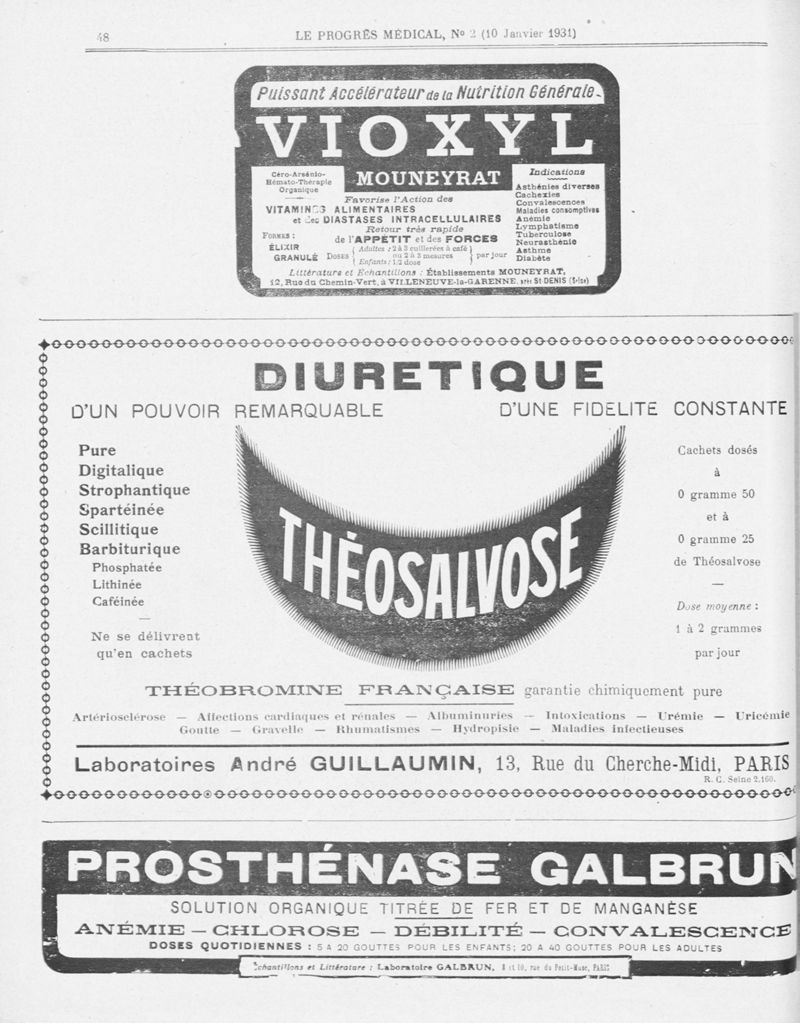 48
LE PROGRÈS MÉDICAL, No 2 (10 Janvier 1931)
Puissant Accélérateur de la Nutrition Générale.
VIOXYL
MOUNEYRAT
Céro-Arsénio-
Hémato-Thérapie
Organique
Favorise l'Action des
VITAMINES ALIMENTAIRES
et des DIASTASES INTRACELLULAIRES
Retour très rapide
de l'APPÉTIT et des FORCES
FORMES :
ÉLIXIR
GRANULÉ
DOSES
Adultes : 2 à 3 cuillerées à café
ou 2 à 3 mesures
Enfants : 1/2 dose
par jour
Indications
Asthénies diverses
Cachexies
Convalescences
Maladies consomptives
Anémie
Lymphatisme
Tuberculose
Neurasthénie
Asthme
Diabète
Littérature et Echantillons : Établissements MOUNEYRAT,
12, Rue du Chemin-Vert, à VILLENEUVE-la-GARENNE, près St-DENIS (Seine)
DIURETIQUE
D'UN POUVOIR REMARQUABLE
D'UNE FIDELITE CONSTANTE
Pure
Digitalique
Strophantique
Spartéinée
Scillitique
Barbiturique
Phosphatée
Lithinée
Caféinée
—
Ne se délivrent
qu'en cachets
THÉOSALVOSE
Cachets dosés
à
0 gramme 50
et à
0 gramme 25
de Théosalvose
—
Dose moyenne :
1 à 2 grammes
par jour
THÉOBROMINE FRANÇAISE garantie chimiquement pure
Artériosclérose — Affections cardiaques et rénales — Albuminuries — Intoxications — Urémie — Uricémie
Goutte — Gravelle — Rhumatismes — Hydropisie — Maladies infectieuses
Laboratoires André GUILLAUMIN, 13, Rue du Cherche-Midi, PARIS
R. C. Seine 2.160.
PROSTHÉNASE GALBRUN
SOLUTION ORGANIQUE TITRÉE DE FER ET DE MANGANÈSE
ANÉMIE — CHLOROSE — DÉBILITÉ — CONVALESCENCE
DOSES QUOTIDIENNES : 5 A 20 GOUTTES POUR LES ENFANTS; 20 A 40 GOUTTES POUR LES ADULTES
Echantillons et Littérature : Laboratoire GALBRUN, 8 et 10, rue du Petit-Musc, PARIS